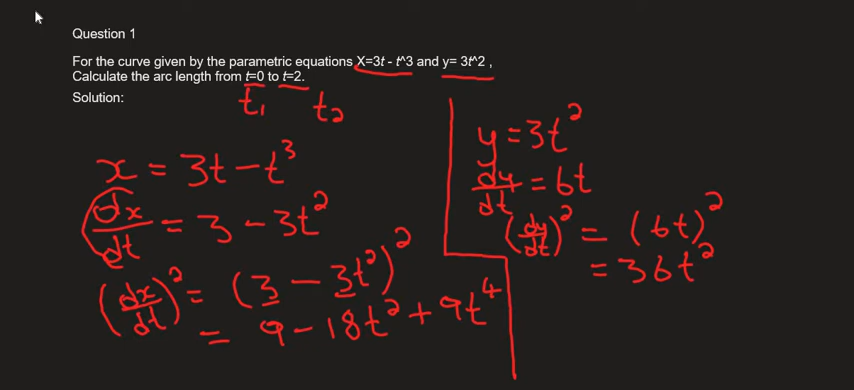 Question 1
For the curve given by the parametric equations X=3t - t^3 and y= 3t^2 ,
Calculate the arc length from t=0 to t=2.
Solution:
t₁ t₂
x = 3t - t³
dx/dt = 3 - 3t²
(dx/dt)² = (3 - 3t²)²
= 9 - 18t² + 9t⁴
y = 3t²
dy/dt = 6t
(dy/dt)² = (6t)²
= 36t²